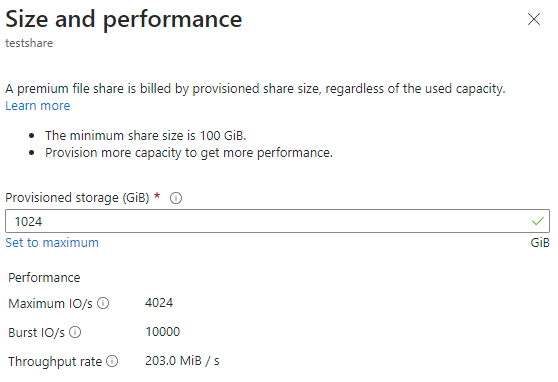 Size and performance
testshare
A premium file share is billed by provisioned share size, regardless of the used capacity.
Learn more
• The minimum share size is 100 GiB.
• Provision more capacity to get more performance.
Provisioned storage (GiB) *
1024
Set to maximum GiB
Performance
Maximum IO/s 4024
Burst IO/s 10000
Throughput rate 203.0 MiB / s